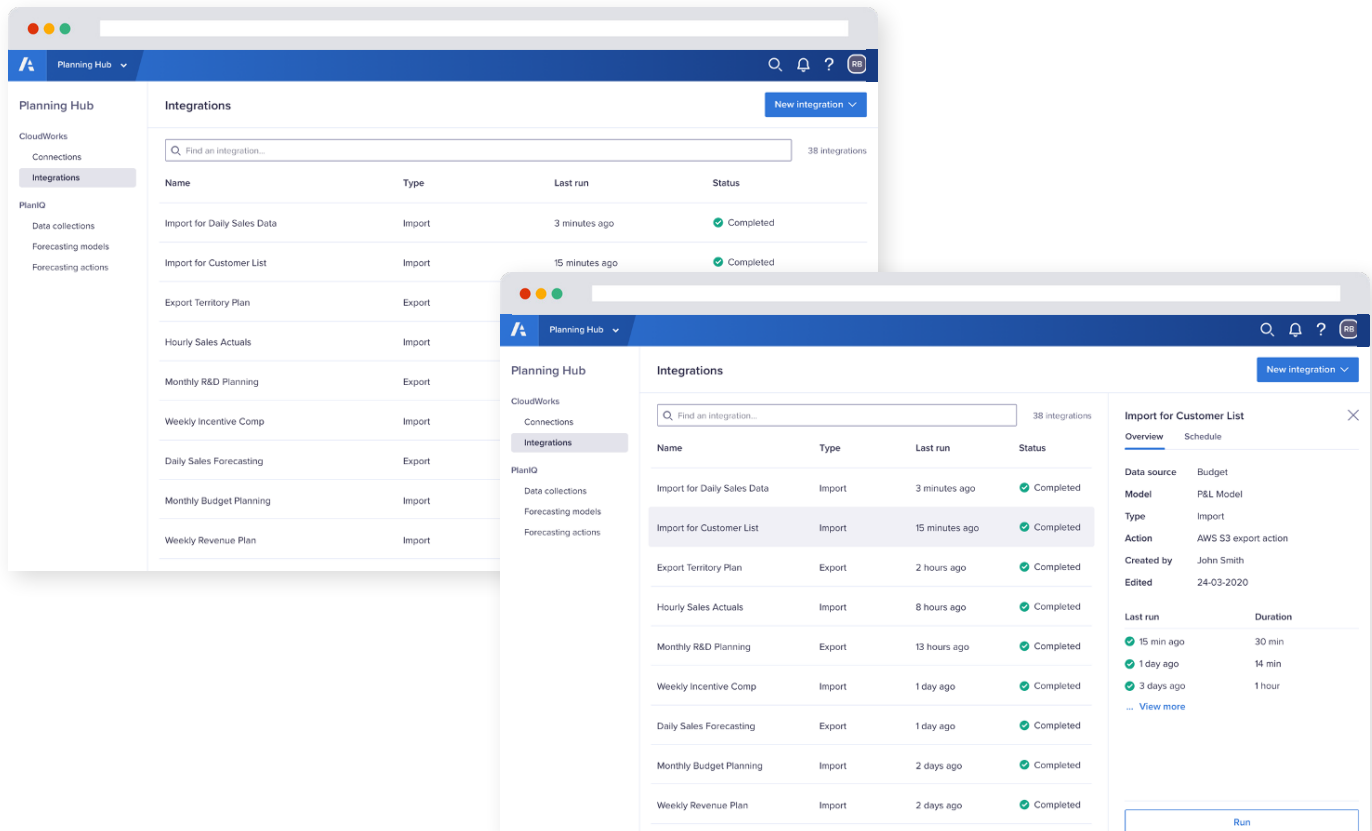 Planning Hub
RB
Planning Hub
Integrations
New integration
CloudWorks
Connections
Integrations
PlanIQ
Data collections
Forecasting models
Forecasting actions
Find an integration...
38 integrations
Name Type Last run Status
Import for Daily Sales Data Import 3 minutes ago Completed
Import for Customer List Import 15 minutes ago Completed
Export Territory Plan Export
Hourly Sales Actuals Import
Monthly R&D Planning Export
Weekly Incentive Comp Import
Daily Sales Forecasting Export
Monthly Budget Planning Import
Weekly Revenue Plan Import
Planning Hub
RB
Planning Hub
Integrations
New integration
CloudWorks
Connections
Integrations
PlanIQ
Data collections
Forecasting models
Forecasting actions
Find an integration...
38 integrations
Name Type Last run Status
Import for Daily Sales Data Import 3 minutes ago Completed
Import for Customer List Import 15 minutes ago Completed
Export Territory Plan Export 2 hours ago Completed
Hourly Sales Actuals Import 8 hours ago Completed
Monthly R&D Planning Export 13 hours ago Completed
Weekly Incentive Comp Import 1 day ago Completed
Daily Sales Forecasting Export 1 day ago Completed
Monthly Budget Planning Import 2 days ago Completed
Weekly Revenue Plan Import 2 days ago Completed
Import for Customer List
Overview Schedule
Data source Budget
Model P&L Model
Type Import
Action AWS S3 export action
Created by John Smith
Edited 24-03-2020
Last run Duration
15 min ago 30 min
1 day ago 14 min
3 days ago 1 hour
... View more
Run